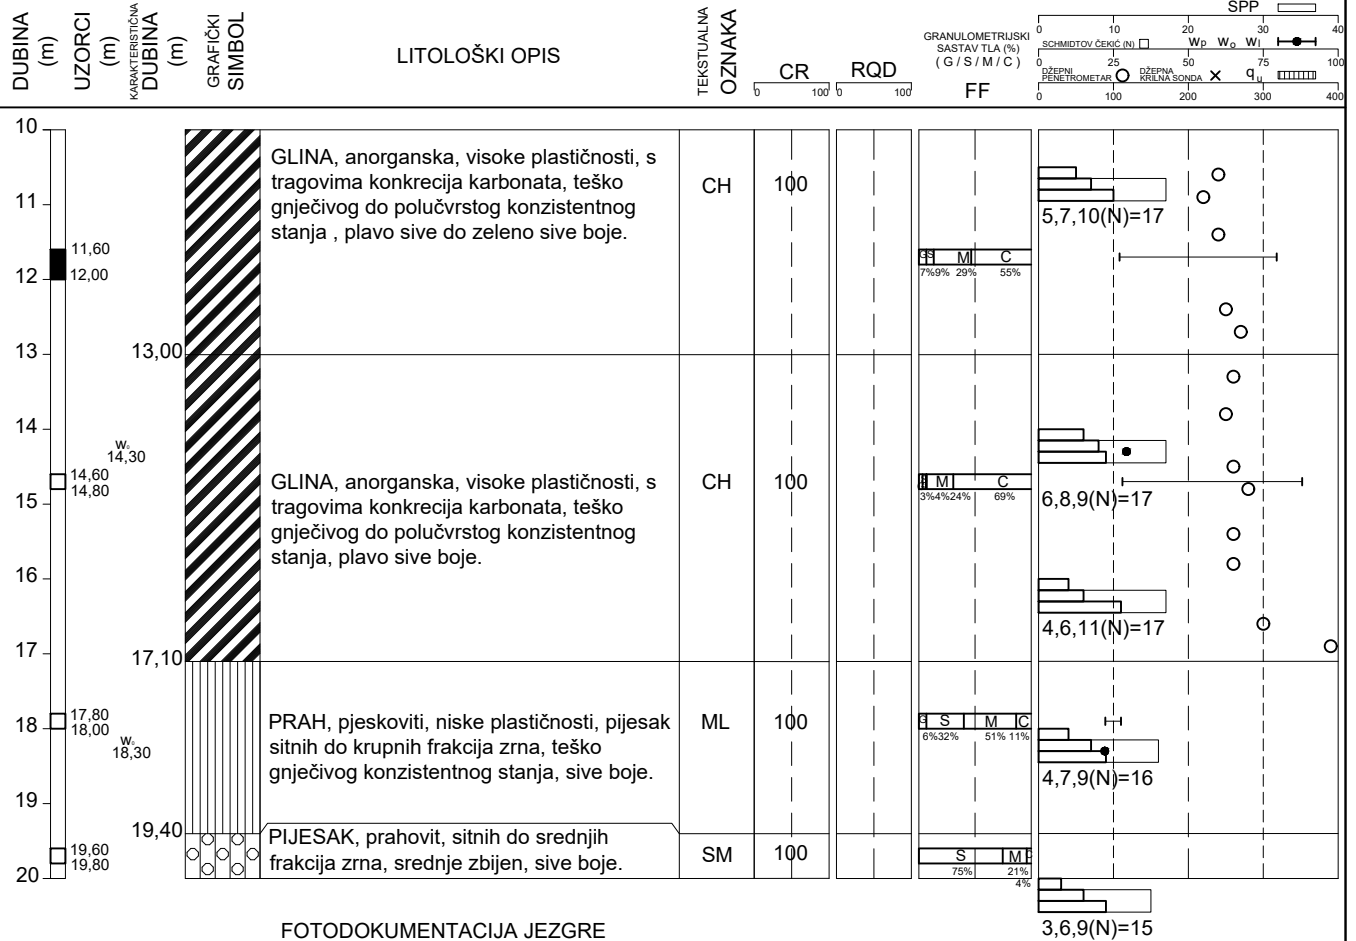 DUBINA (m)
UZORCI (m)
KARAKTERISTIČNA DUBINA (m)
GRAFIČKI SIMBOL
LITOLOŠKI OPIS
TEKSTUALNA OZNAKA
CR
0 100
RQD
0 100
GRANULOMETRIJSKI
SASTAV TLA (%)
( G / S / M / C )
FF
SPP
0 10 20 30 40
SCHMIDTOV ČEKIĆ (N) Wp Wo Wl
0 25 50 75 100
DŽEPNI PENETROMETAR DŽEPNA KRILNA SONDA qu
0 100 200 300 400
10
GLINA, anorganska, visoke plastičnosti, s
tragovima konkrecija karbonata, teško
gnječivog do polučvrstog konzistentnog
stanja , plavo sive do zeleno sive boje.
CH
100
5,7,10(N)=17
11
11,60
12,00
12
G S M C
7%9% 29% 55%
13
13,00
14
W₀
14,30
14,60
14,80
15
GLINA, anorganska, visoke plastičnosti, s
tragovima konkrecija karbonata, teško
gnječivog do polučvrstog konzistentnog
stanja, plavo sive boje.
CH
100
M C
3%4%24% 69%
6,8,9(N)=17
16
4,6,11(N)=17
17
17,10
17,80
18,00
18
W₀
18,30
PRAH, pjeskoviti, niske plastičnosti, pijesak
sitnih do krupnih frakcija zrna, teško
gnječivog konzistentnog stanja, sive boje.
ML
100
G S M C
6%32% 51% 11%
4,7,9(N)=16
19
19,40
19,60
19,80
20
PIJESAK, prahovit, sitnih do srednjih
frakcija zrna, srednje zbijen, sive boje.
SM
100
S M
75% 21%
4%
3,6,9(N)=15
FOTODOKUMENTACIJA JEZGRE